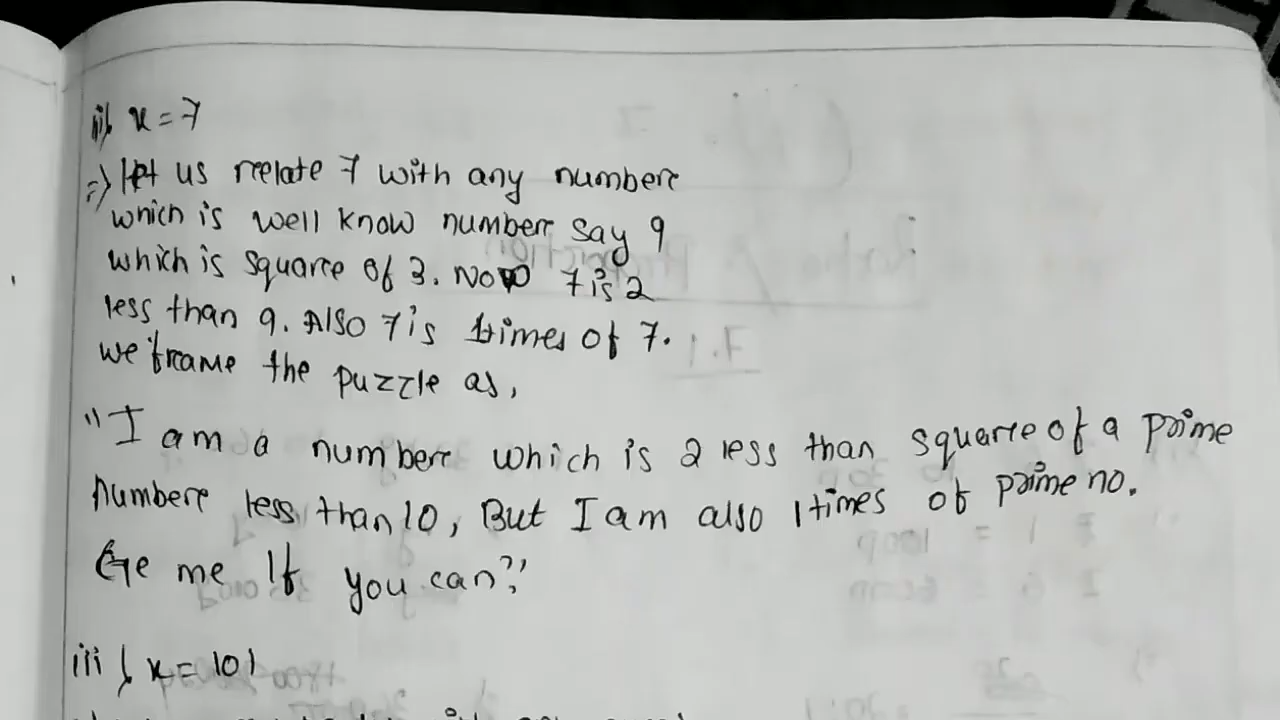 ii) x = 7
=> let us relate 7 with any number
which is well know number say 9
which is square of 3. Now 7 is 2
less than 9. Also 7 is 1times of 7.
we frame the puzzle as,
"I am a number which is 2 less than square of a prime
number less than 10, But I am also 1times of prime no.
Ge me If you can?"
iii) x = 101